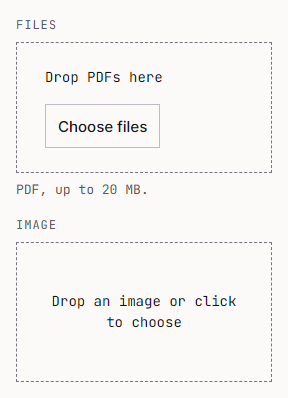 FILES
Drop PDFs here
Choose files
PDF, up to 20 MB.
IMAGE
Drop an image or click
to choose